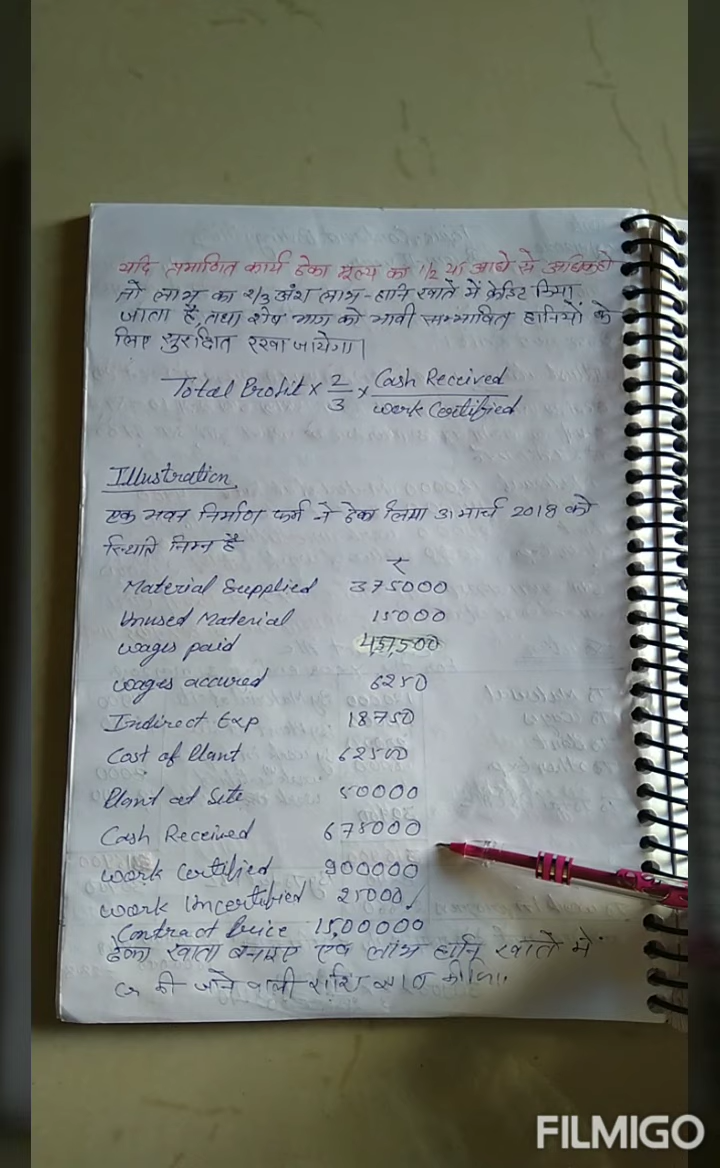 यदि प्रमाणित कार्य ठेका मूल्य का 1/2 या आधे से अधिक हो
तो लाभ का 2/3 अंश लाभ-हानि खाते में क्रेडिट किया
जाता है, तथा शेष भाग को भावी सम्भावित हानियों के
लिए सुरक्षित रखा जायेगा।
Total Profit × 2/3 × Cash Received / work Certified
Illustration
एक भवन निर्माण फर्म ने ठेका लिया 31 मार्च 2018 को
स्थिति निम्न है
₹
Material Supplied 375000
Unused Material 15000
wages paid
wages accured 6250
Indirect Exp 18750
Cost of Plant 62500
Plant at Site 50000
Cash Received 675000
work certified 900000
work Uncertified
Contract Price 15,00000
ठेका खाता बनाइए एवं लाभ हानि खाते में
Cr की जाने वाली राशि
FILMIGO